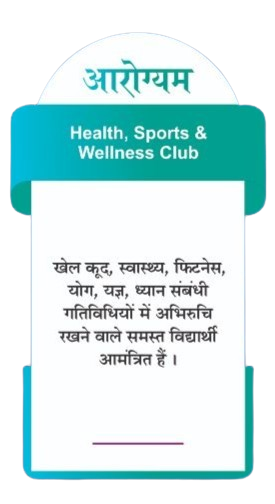 आरोग्यम
Health, Sports &
Wellness Club
खेल कूद, स्वास्थ्य, फिटनेस,
योग, यज्ञ, ध्यान संबंधी
गतिविधियों में अभिरुचि
रखने वाले समस्त विद्यार्थी
आमंत्रित हैं ।